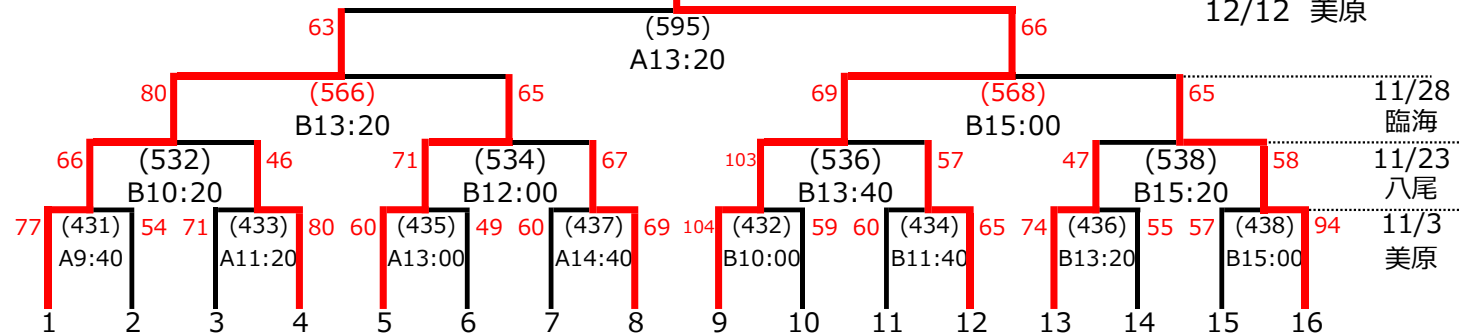 12/12 美原
63 (595) 66
A13:20
80 (566) 65 69 (568) 65 11/28
B13:20 B15:00 臨海
66 (532) 46 71 (534) 67 103 (536) 57 47 (538) 58 11/23
B10:20 B12:00 B13:40 B15:20 八尾
77 (431) 54 71 (433) 80 60 (435) 49 60 (437) 69 104 (432) 59 60 (434) 65 74 (436) 55 57 (438) 94 11/3
A9:40 A11:20 A13:00 A14:40 B10:00 B11:40 B13:20 B15:00 美原
1 2 3 4 5 6 7 8 9 10 11 12 13 14 15 16